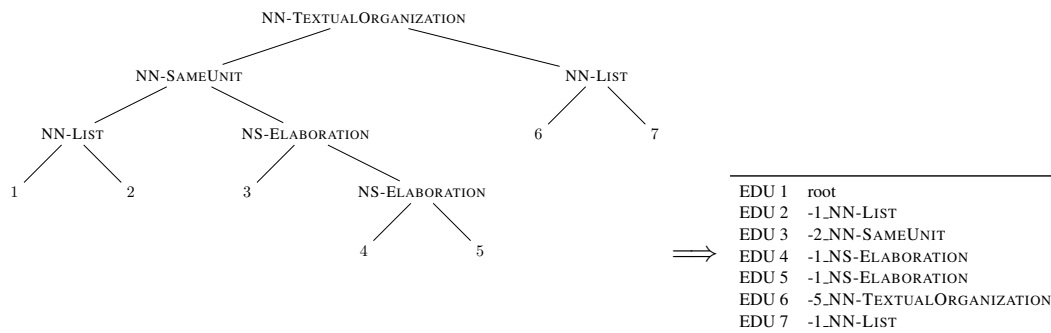 NN-TEXTUALORGANIZATION
NN-SAMEUNIT NN-LIST
NN-LIST NS-ELABORATION 6 7
1 2 3 NS-ELABORATION
4 5
⟹
EDU 1 root
EDU 2 -1_NN-LIST
EDU 3 -2_NN-SAMEUNIT
EDU 4 -1_NS-ELABORATION
EDU 5 -1_NS-ELABORATION
EDU 6 -5_NN-TEXTUALORGANIZATION
EDU 7 -1_NN-LIST